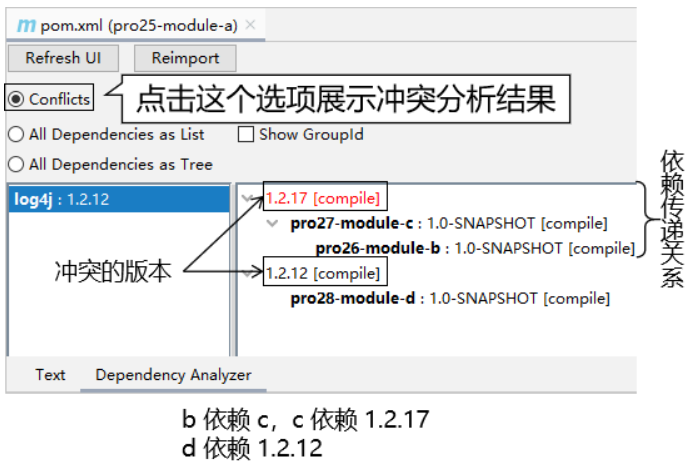 m pom.xml (pro25-module-a) ×
Refresh UI Reimport
Conflicts
点击这个选项展示冲突分析结果
All Dependencies as List Show GroupId
All Dependencies as Tree
log4j : 1.2.12
1.2.17 [compile]
pro27-module-c : 1.0-SNAPSHOT [compile]
pro26-module-b : 1.0-SNAPSHOT [compile]
1.2.12 [compile]
pro28-module-d : 1.0-SNAPSHOT [compile]
冲突的版本
依赖传递关系
Text Dependency Analyzer
b 依赖 c，c 依赖 1.2.17
d 依赖 1.2.12